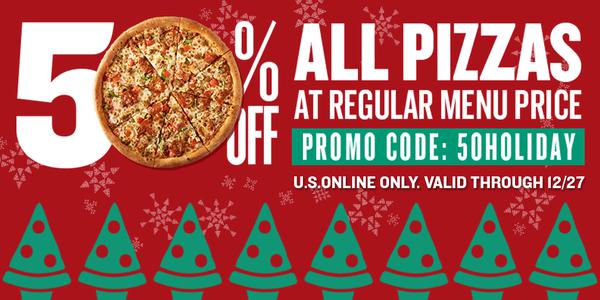 50% OFF
ALL PIZZAS
AT REGULAR MENU PRICE
PROMO CODE: 50HOLIDAY
U.S.ONLINE ONLY. VALID THROUGH 12/27